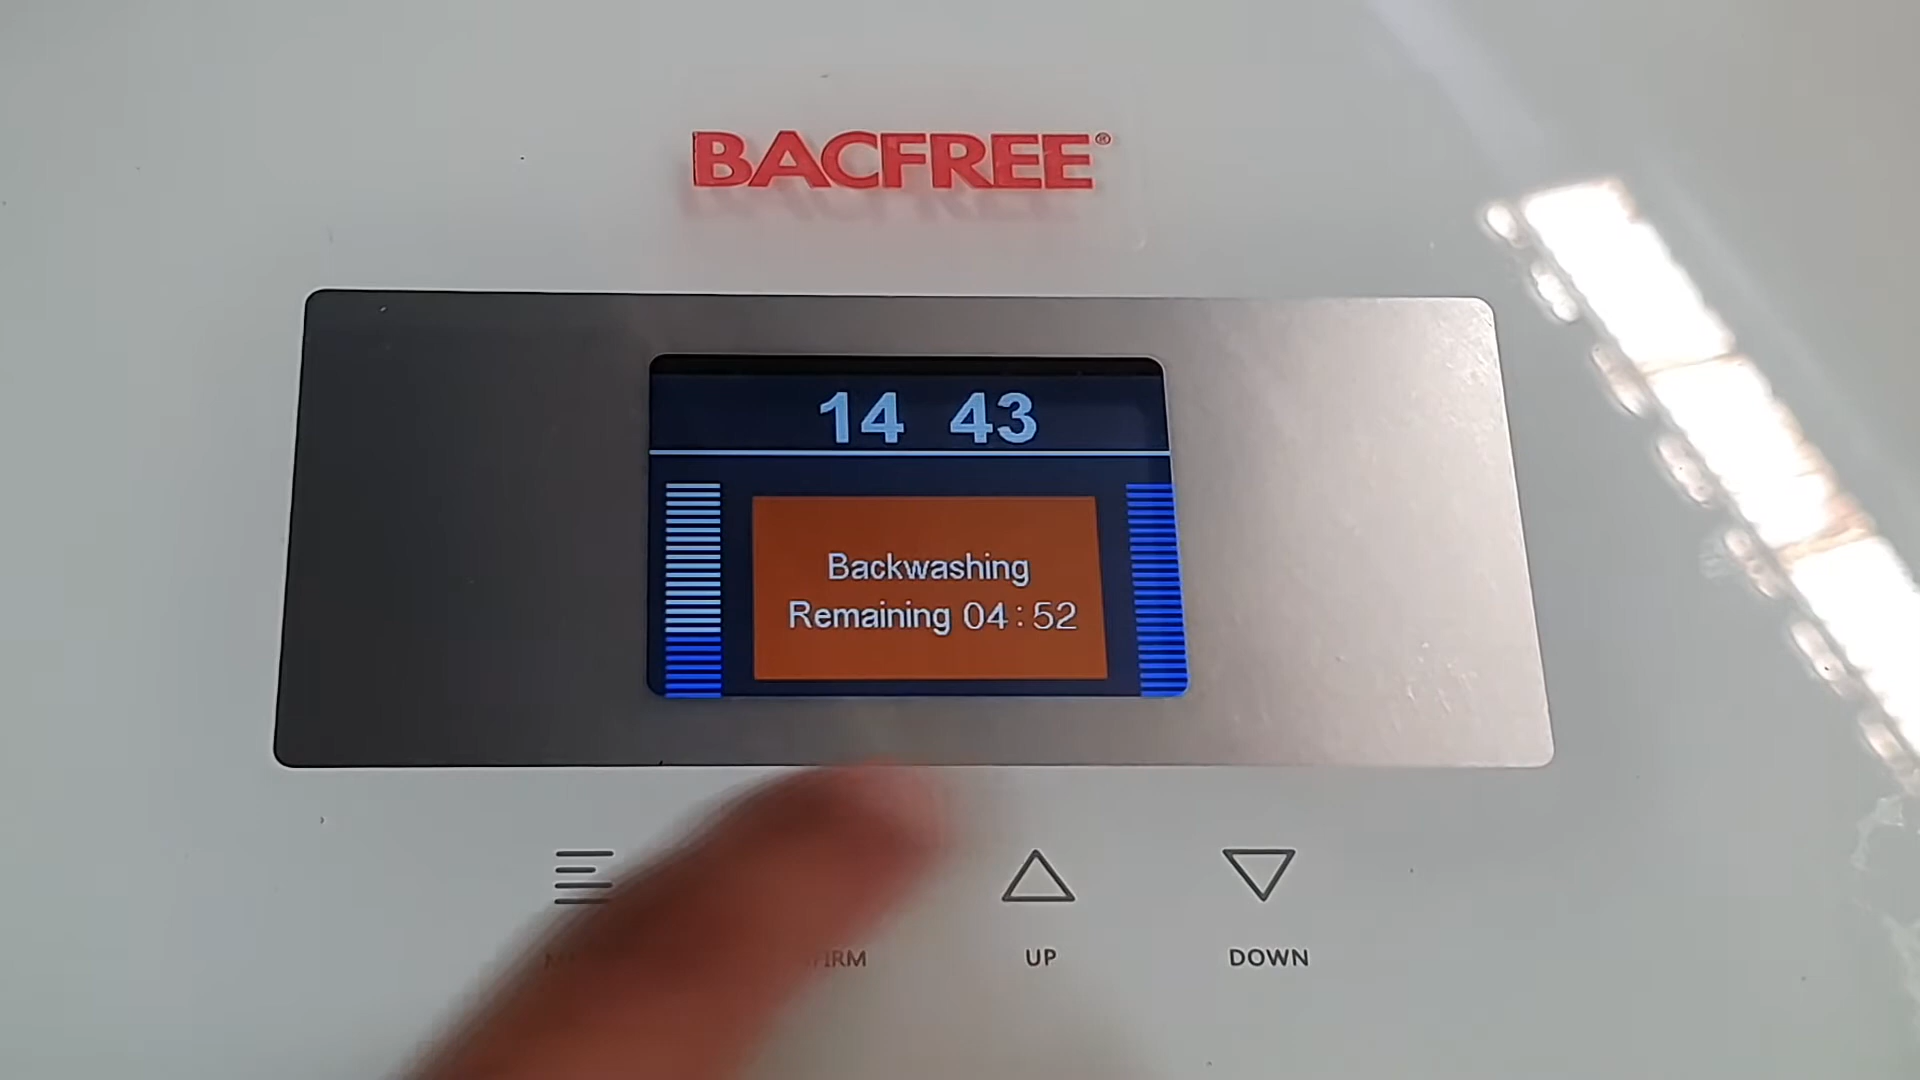 BACFREE®
14 43
Backwashing
Remaining 04:52
UP
DOWN